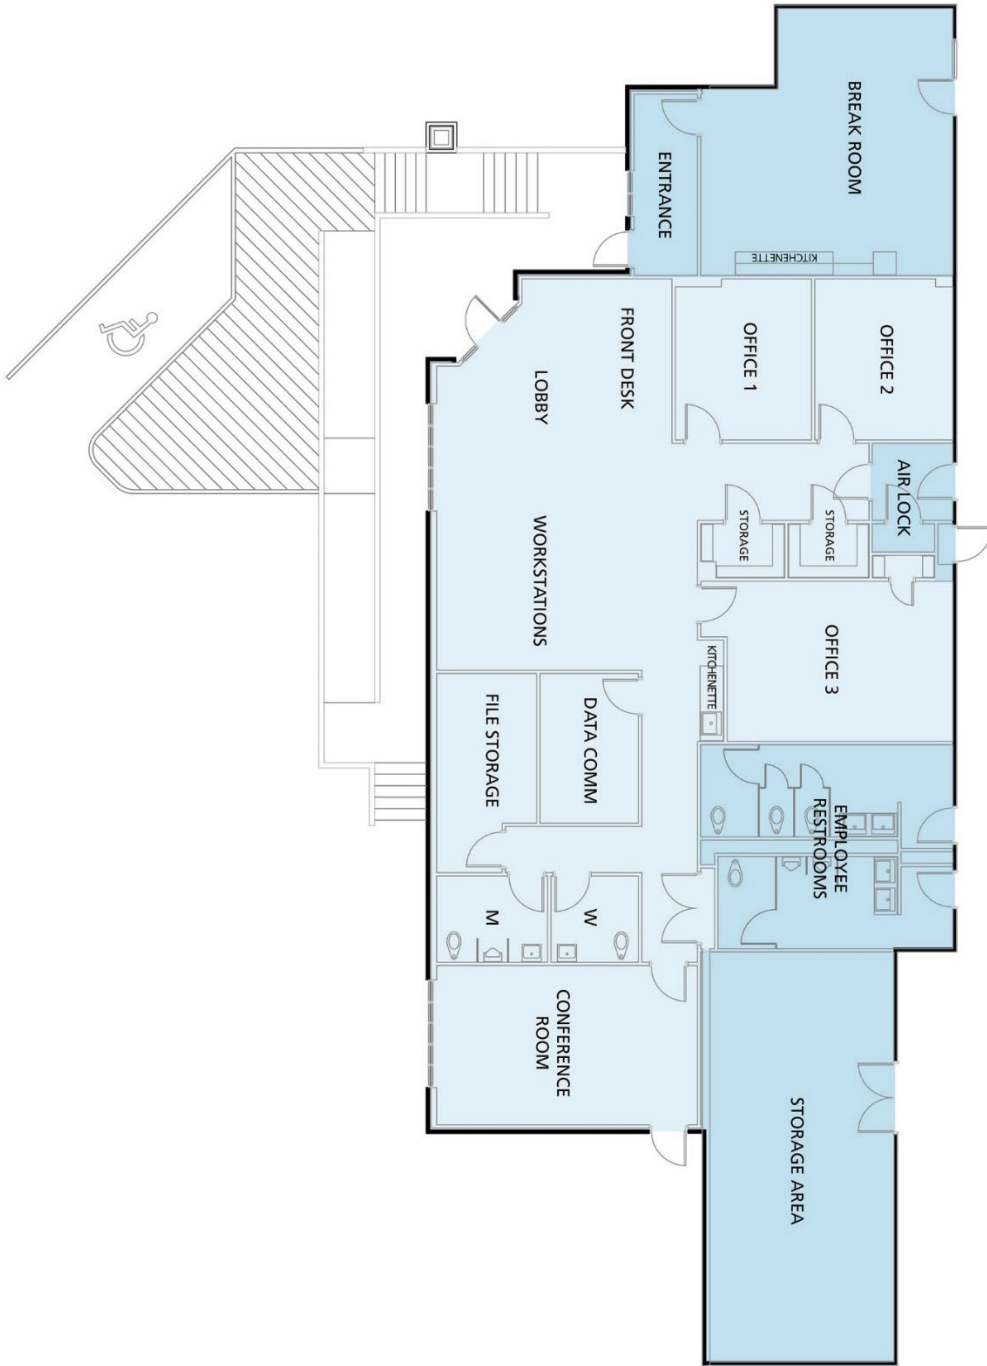 BREAK ROOM
ENTRANCE
KITCHENETTE
FRONT DESK
OFFICE 1
OFFICE 2
LOBBY
AIR LOCK
STORAGE
STORAGE
WORKSTATIONS
OFFICE 3
KITCHENETTE
FILE STORAGE
DATA COMM
EMPLOYEE
RESTROOMS
M
W
CONFERENCE
ROOM
STORAGE AREA